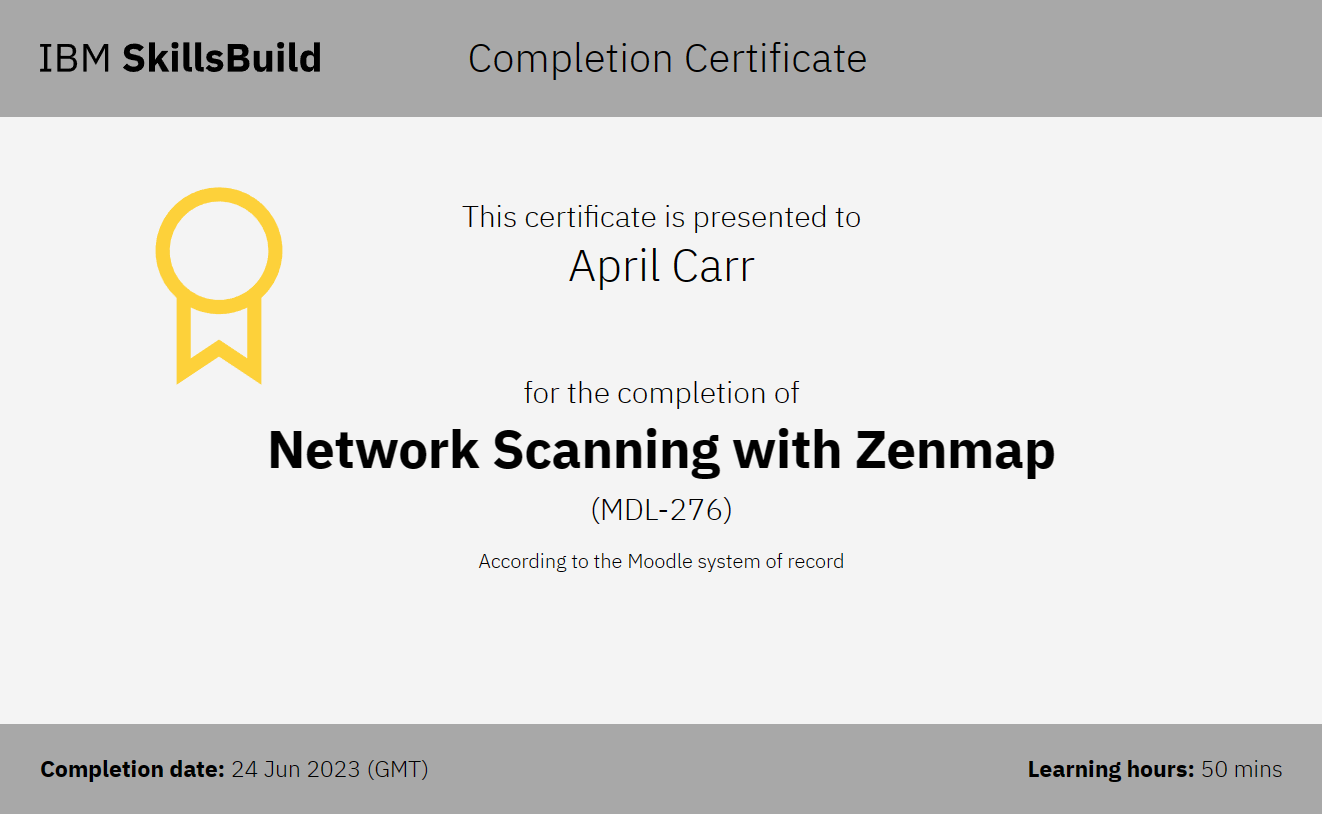 IBM SkillsBuild
Completion Certificate
This certificate is presented to
April Carr
for the completion of
Network Scanning with Zenmap
(MDL-276)
According to the Moodle system of record
Completion date: 24 Jun 2023 (GMT)
Learning hours: 50 mins